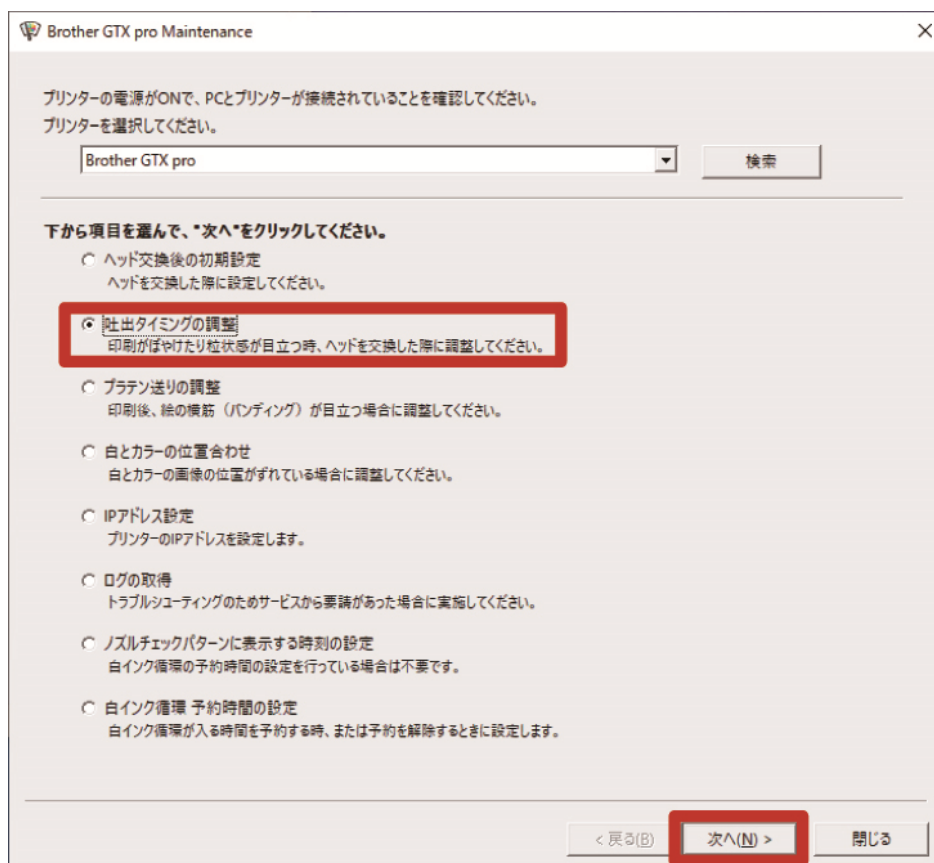 Brother GTX pro Maintenance
プリンターの電源がONで、PCとプリンターが接続されていることを確認してください。
プリンターを選択してください。
Brother GTX pro
検索
下から項目を選んで、"次へ"をクリックしてください。
ヘッド交換後の初期設定
ヘッドを交換した際に設定してください。
吐出タイミングの調整
印刷がぼやけたり粒状感が目立つ時、ヘッドを交換した際に調整してください。
プラテン送りの調整
印刷後、絵の横筋（バンディング）が目立つ場合に調整してください。
白とカラーの位置合わせ
白とカラーの画像の位置がずれている場合に調整してください。
IPアドレス設定
プリンターのIPアドレスを設定します。
ログの取得
トラブルシューティングのためサービスから要請があった場合に実施してください。
ノズルチェックパターンに表示する時刻の設定
白インク循環の予約時間の設定を行っている場合は不要です。
白インク循環 予約時間の設定
白インク循環が入る時間を予約する時、または予約を解除するときに設定します。
< 戻る(B)
次へ(N) >
閉じる